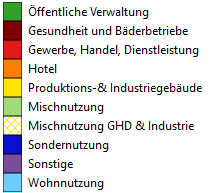 Öffentliche Verwaltung
Gesundheit und Bäderbetriebe
Gewerbe, Handel, Dienstleistung
Hotel
Produktions-& Industriegebäude
Mischnutzung
Mischnutzung GHD & Industrie
Sondernutzung
Sonstige
Wohnnutzung